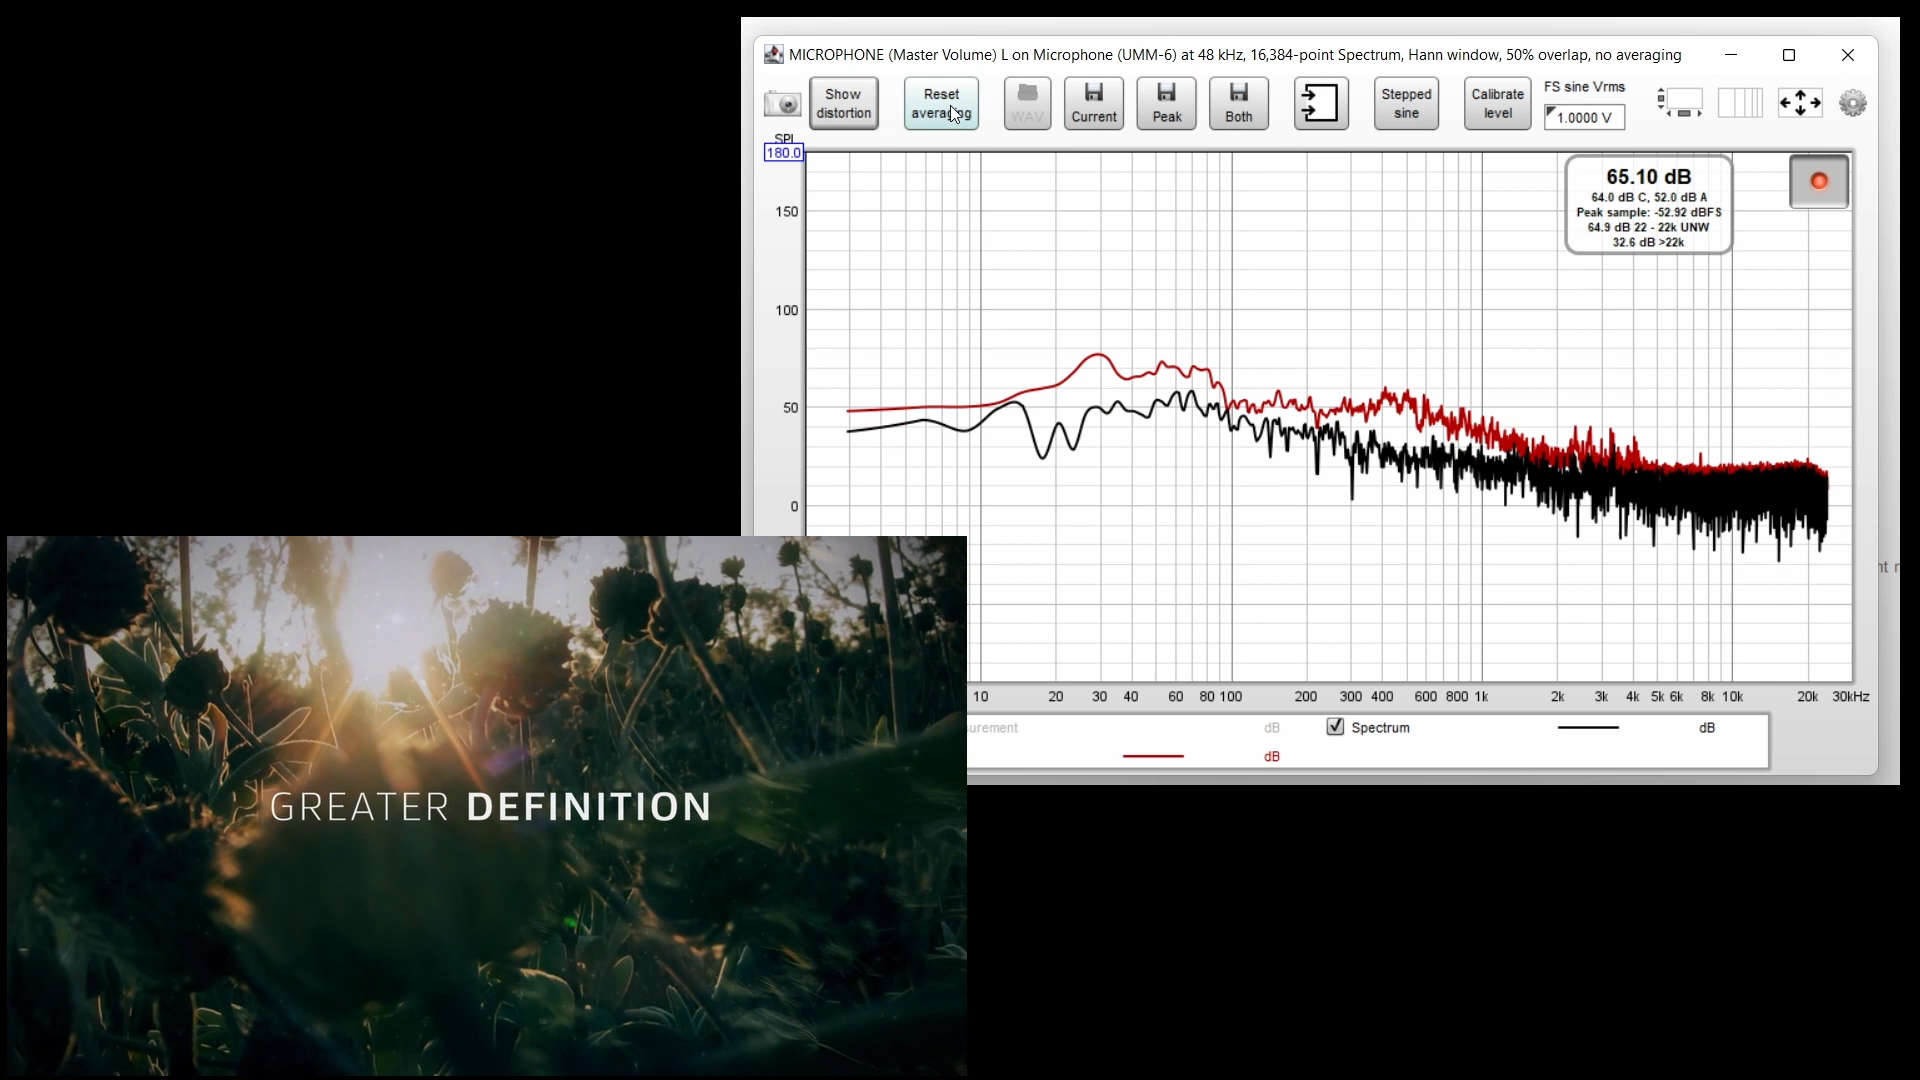 MICROPHONE (Master Volume) L on Microphone (UMM-6) at 48 kHz, 16,384-point Spectrum, Hann window, 50% overlap, no averaging
Show distortion
Reset averaging
WAV
Current
Peak
Both
Stepped sine
Calibrate level
FS sine Vrms
1.0000 V
SPL
180.0
150
100
50
0
65.10 dB
64.0 dB C, 52.0 dB A
Peak sample: -52.92 dBFS
64.9 dB 22 - 22k UNW
32.6 dB >22k
10 20 30 40 60 80 100 200 300 400 600 800 1k 2k 3k 4k 5k 6k 8k 10k 20k 30kHz
urement dB Spectrum dB
dB
nt r
GREATER DEFINITION